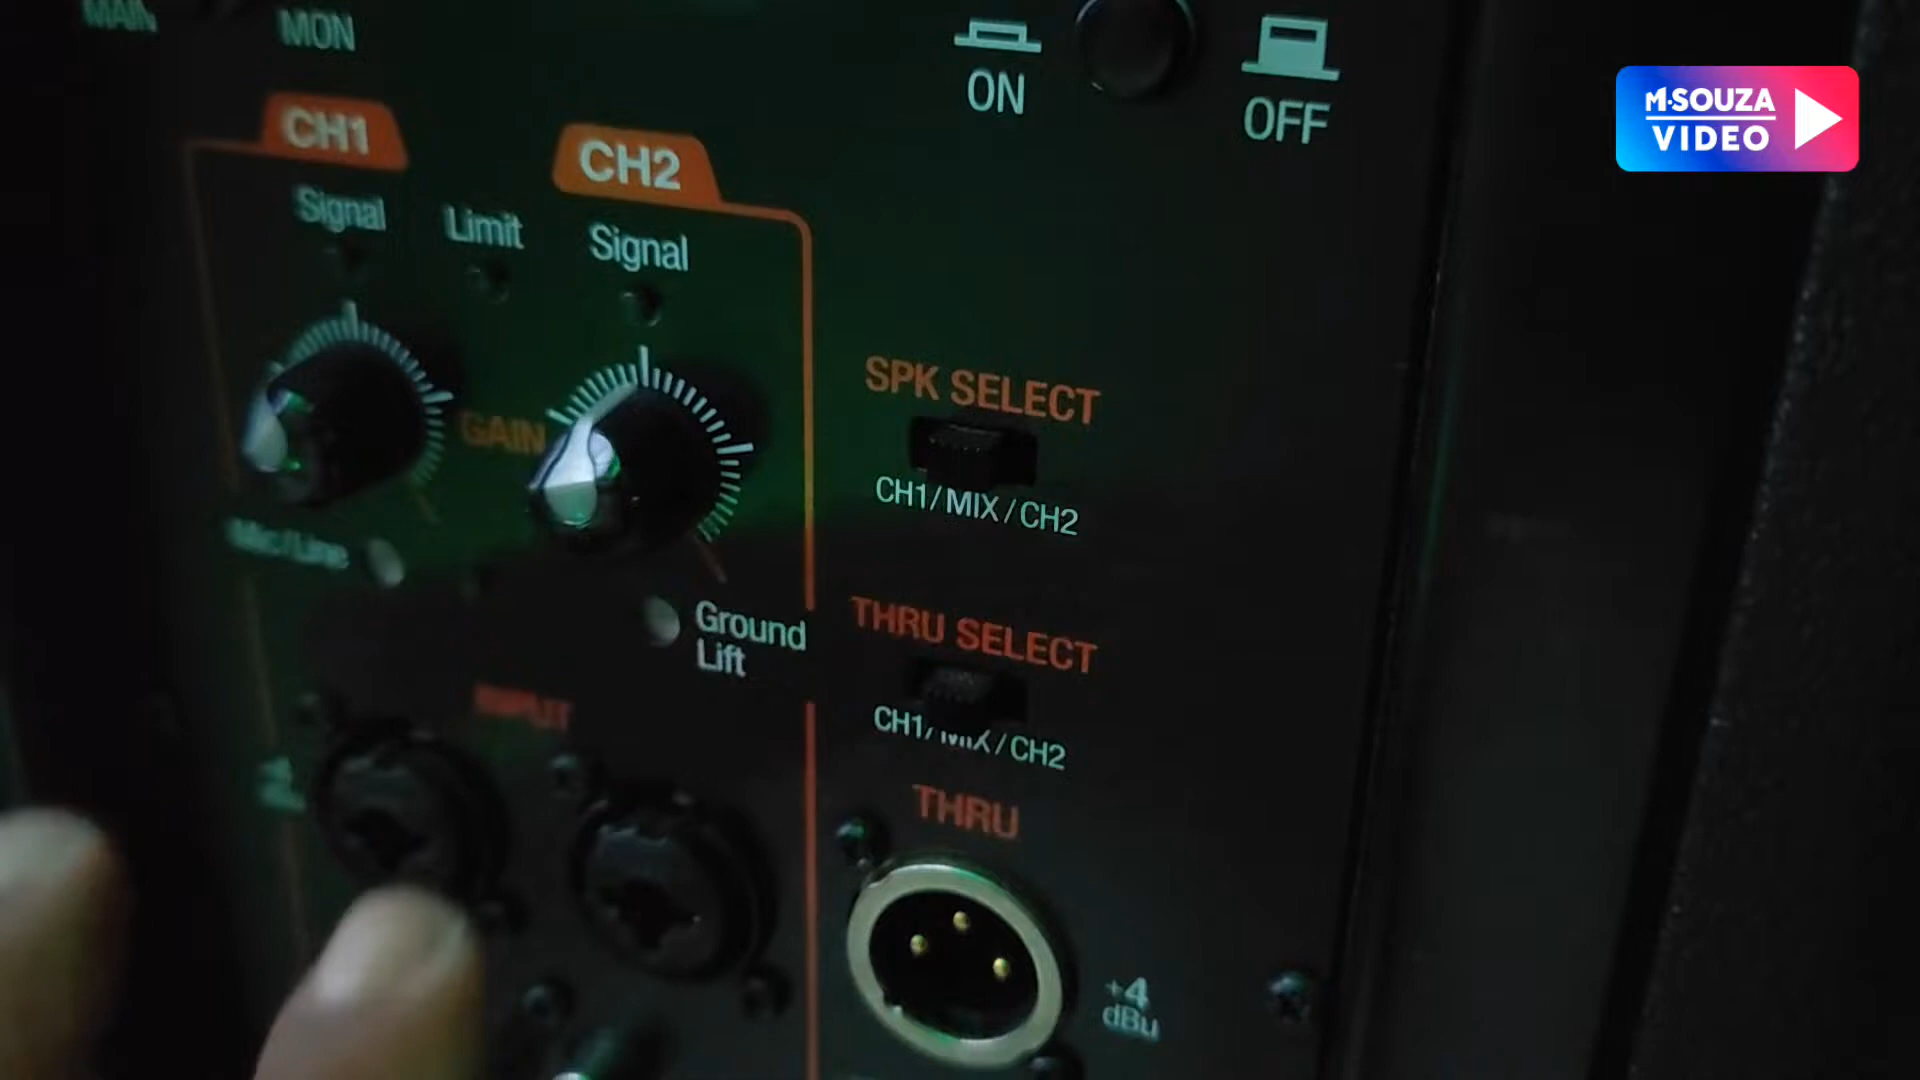 MAIN
MON
ON
OFF
M·SOUZA
VIDEO
CH1
CH2
Signal
Limit
Signal
GAIN
SPK SELECT
CH1/MIX/CH2
Mic/Line
Ground
Lift
THRU SELECT
CH1/MIX/CH2
INPUT
THRU
+4
dBu